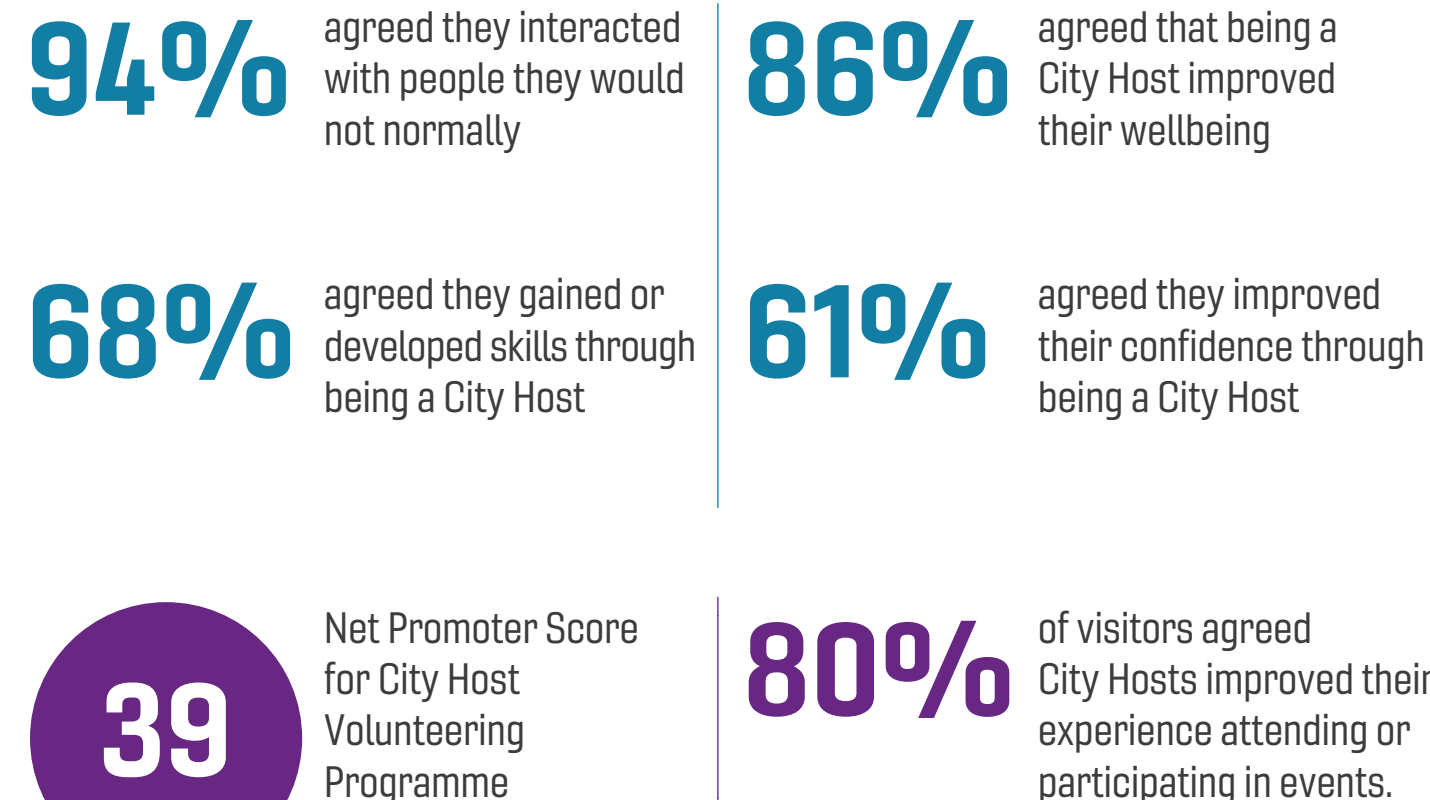 94%
agreed they interacted
with people they would
not normally
86%
agreed that being a
City Host improved
their wellbeing
68%
agreed they gained or
developed skills through
being a City Host
61%
agreed they improved
their confidence through
being a City Host
39
Net Promoter Score
for City Host
Volunteering
Programme
80%
of visitors agreed
City Hosts improved their
experience attending or
participating in events.